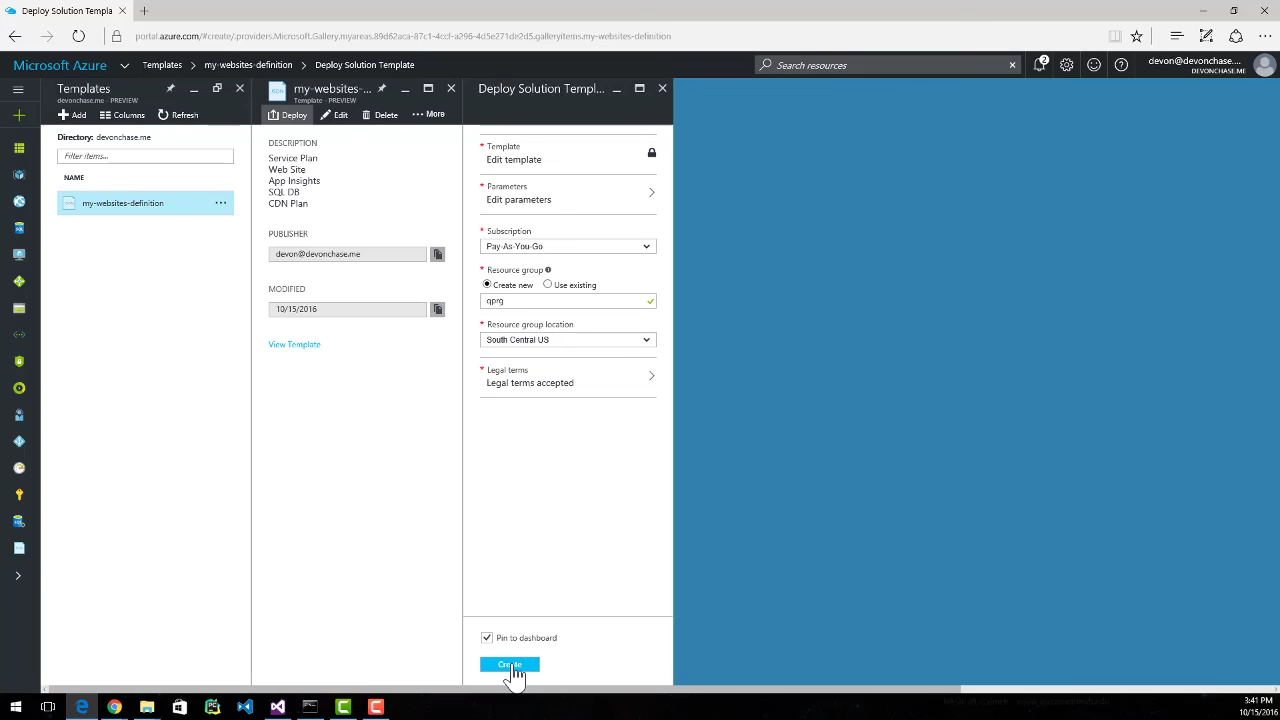 Deploy Solution Templa
portal.azure.com/#create/.providers.Microsoft.Gallery.myareas.89d62aca-87c1-4ccf-a296-4d5e271de2d5.galleryitems.my-websites-definition
Microsoft Azure
Templates
my-websites-definition
Deploy Solution Template
Search resources
1
devon@devonchase....
DEVONCHASE.ME
Templates
devonchase.me - PREVIEW
Add
Columns
Refresh
Directory: devonchase.me
Filter items...
NAME
my-websites-definition
...
my-websites-...
Template - PREVIEW
Deploy
Edit
Delete
... More
DESCRIPTION
Service Plan
Web Site
App Insights
SQL DB
CDN Plan
PUBLISHER
devon@devonchase.me
MODIFIED
10/15/2016
View Template
Deploy Solution Templ...
* Template
Edit template
* Parameters
Edit parameters
* Subscription
Pay-As-You-Go
* Resource group
Create new
Use existing
qprg
* Resource group location
South Central US
* Legal terms
Legal terms accepted
Pin to dashboard
Create
3:41 PM
10/15/2016